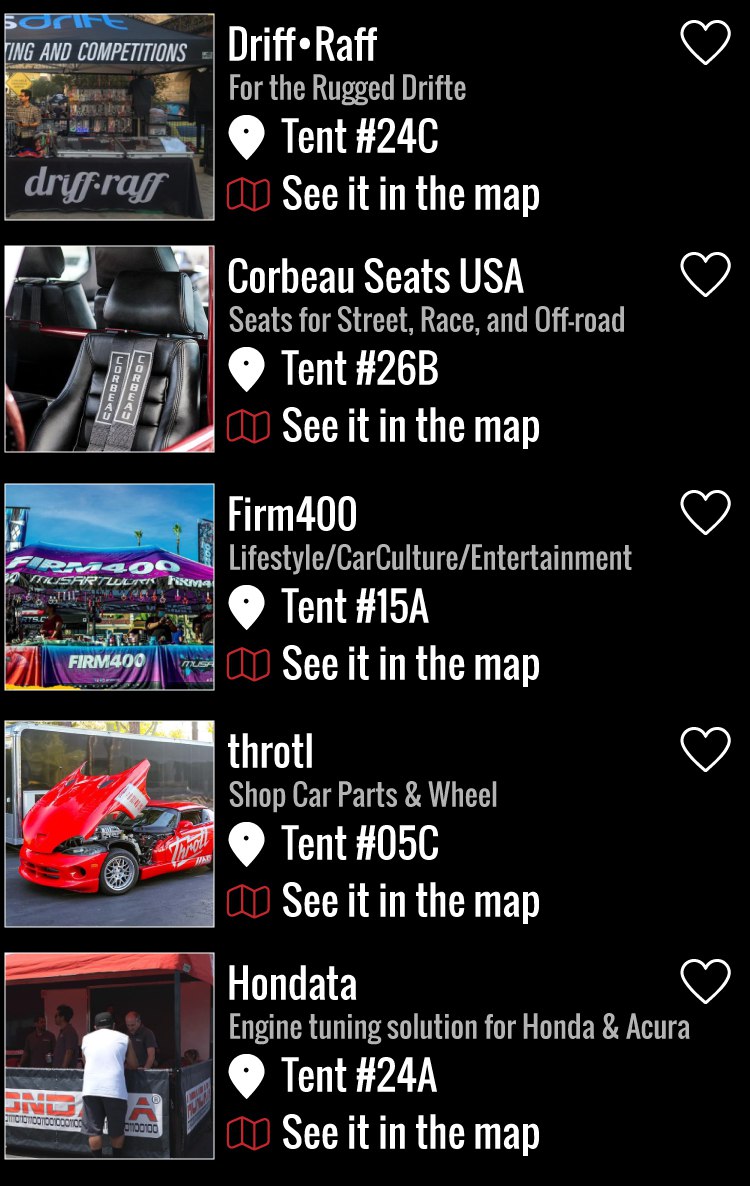 sdrift
TING AND COMPETITIONS
driff•raff
Driff•Raff
For the Rugged Drifte
Tent #24C
See it in the map
CORBEAU
CORBEAU
Corbeau Seats USA
Seats for Street, Race, and Off-road
Tent #26B
See it in the map
FIRM400
MUSARTWORK
FIRM4
FIRM400
Firm400
Lifestyle/CarCulture/Entertainment
Tent #15A
See it in the map
throtl
throtl
Shop Car Parts & Wheel
Tent #05C
See it in the map
Hondata
Engine tuning solution for Honda & Acura
Tent #24A
See it in the map